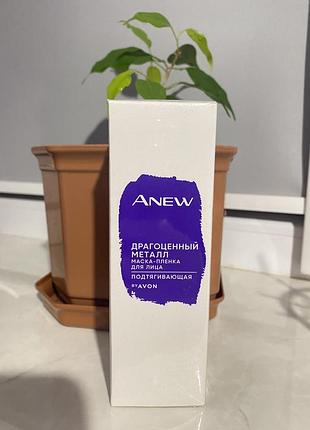 ANEW
ДРАГОЦЕННЫЙ
МЕТАЛЛ
МАСКА-ПЛЕНКА
ДЛЯ ЛИЦА
ПОДТЯГИВАЮЩАЯ
BY AVON